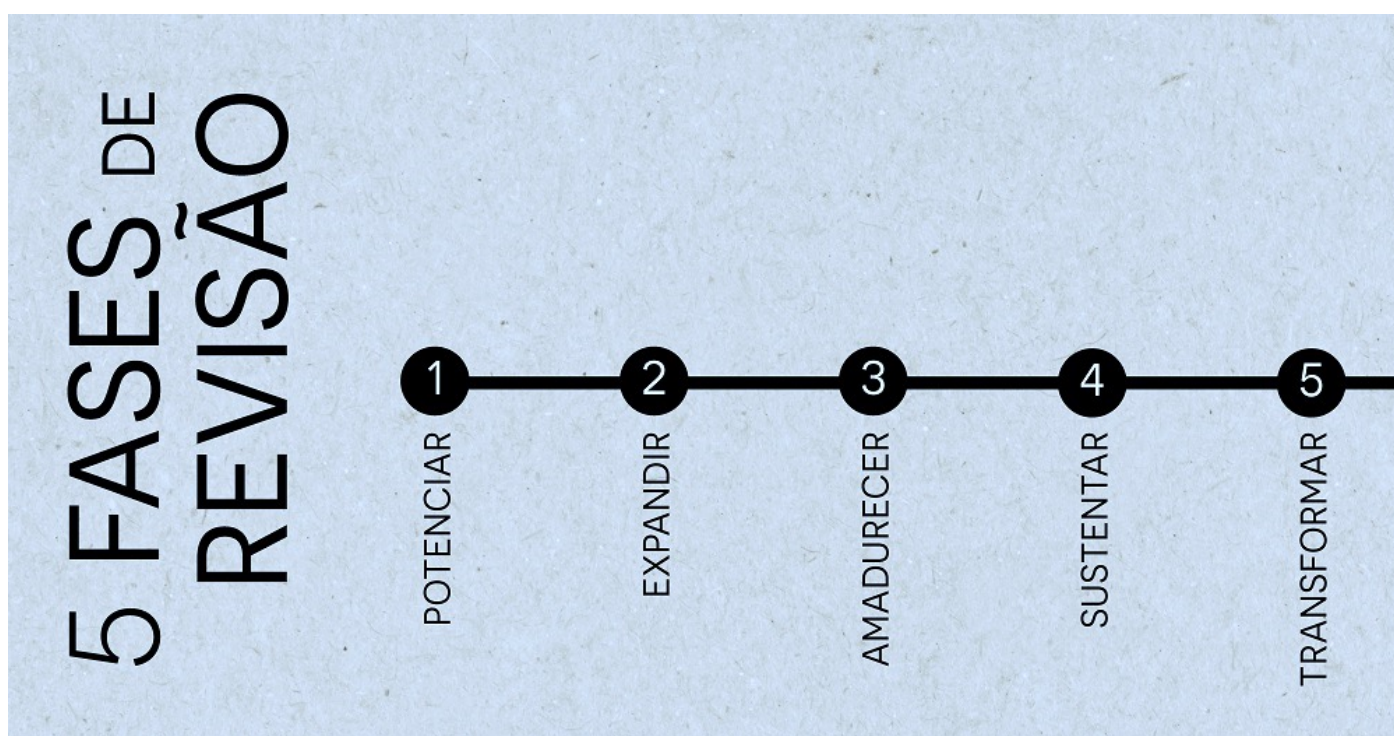 5 FASES DE
REVISÃO
1
POTENCIAR
2
EXPANDIR
3
AMADURECER
4
SUSTENTAR
5
TRANSFORMAR